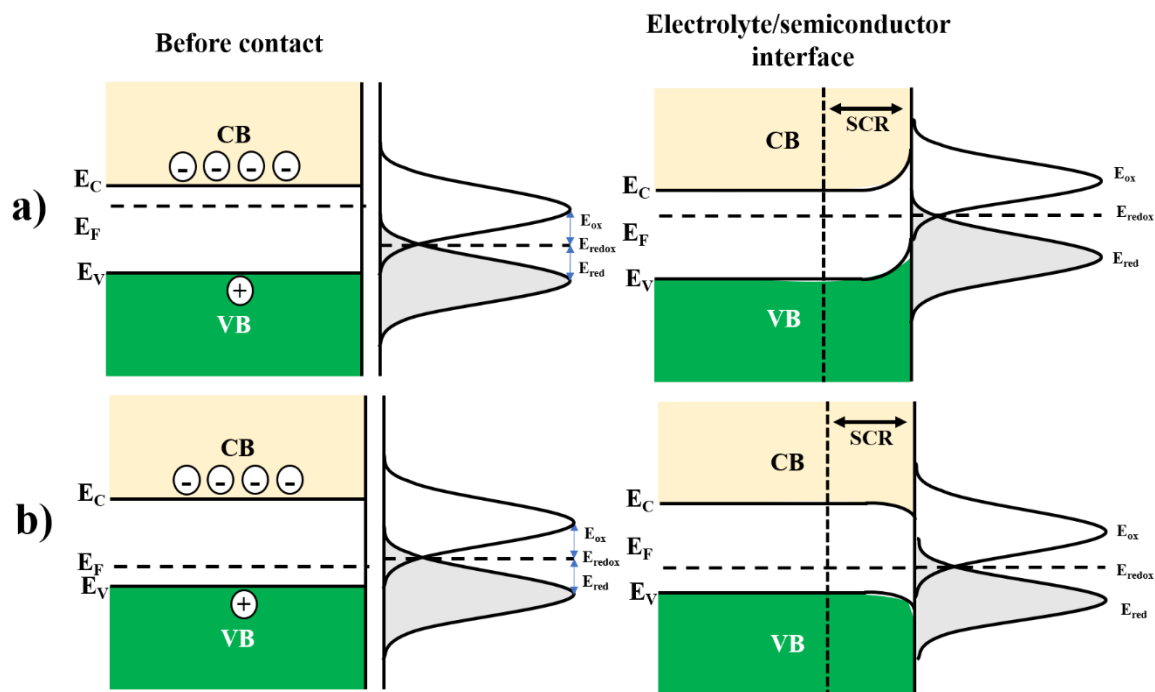 Before contact
Electrolyte/semiconductor
interface
a)
CB
- - - -
E_C
E_F
E_V
+
VB
E_ox
E_redox
E_red
SCR
CB
E_C
E_F
E_V
VB
E_ox
E_redox
E_red
b)
CB
- - - -
E_C
E_F
E_V
+
VB
E_ox
E_redox
E_red
SCR
CB
E_C
E_F
E_V
VB
E_ox
E_redox
E_red